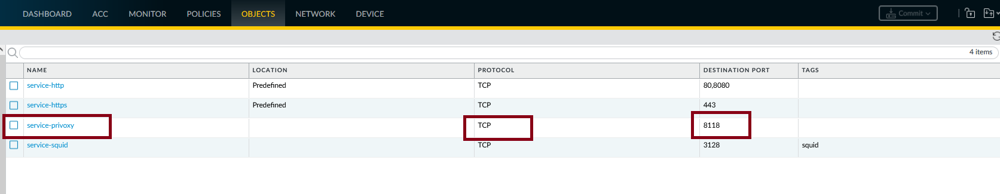 DASHBOARD ACC MONITOR POLICIES OBJECTS NETWORK DEVICE Commit
4 items
NAME LOCATION PROTOCOL DESTINATION PORT TAGS
service-http Predefined TCP 80,8080
service-https Predefined TCP 443
service-privoxy TCP 8118
service-squid TCP 3128 squid